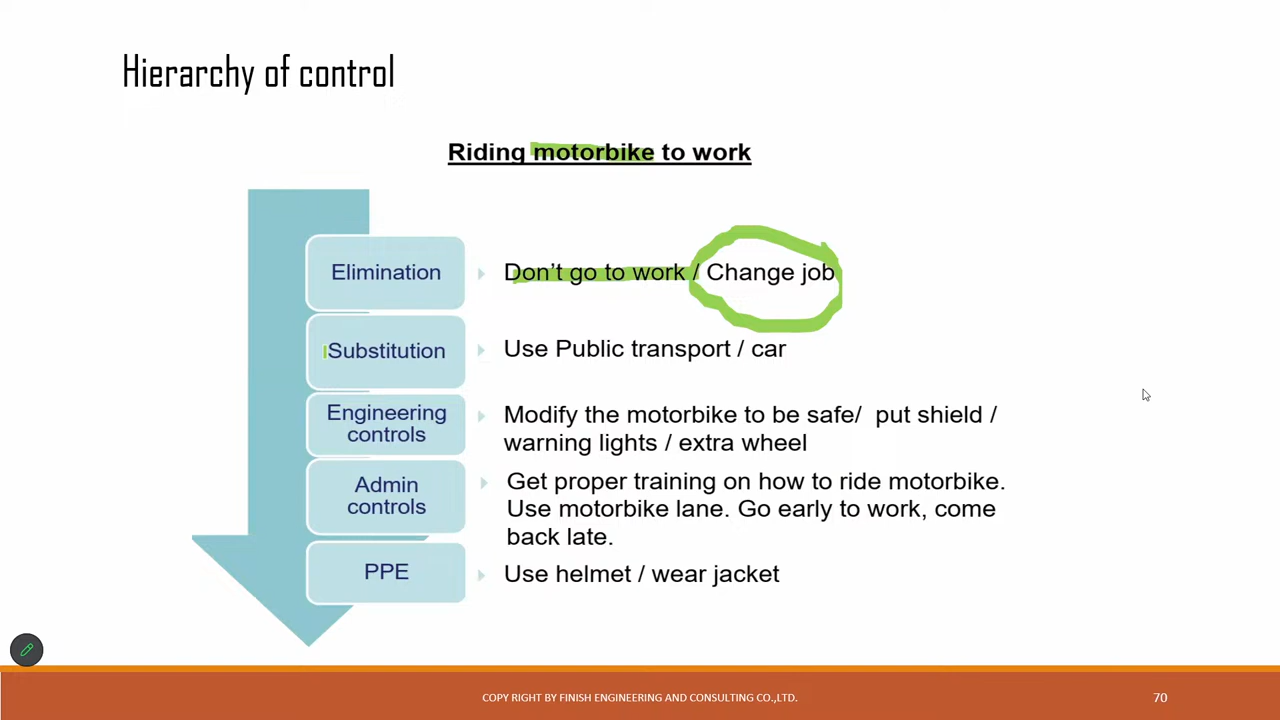 Hierarchy of control
Riding motorbike to work
Elimination
Don't go to work / Change job
Substitution
Use Public transport / car
Engineering
controls
Modify the motorbike to be safe/ put shield /
warning lights / extra wheel
Admin
controls
Get proper training on how to ride motorbike.
Use motorbike lane. Go early to work, come
back late.
PPE
Use helmet / wear jacket
COPY RIGHT BY FINISH ENGINEERING AND CONSULTING CO.,LTD.
70